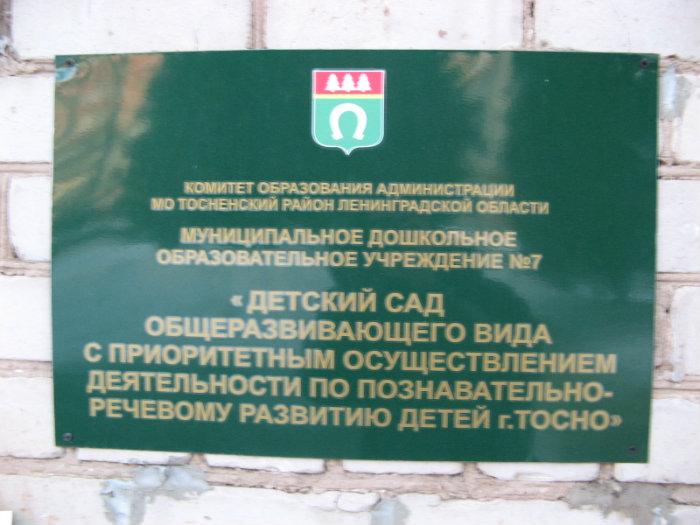 КОМИТЕТ ОБРАЗОВАНИЯ АДМИНИСТРАЦИИ
МО ТОСНЕНСКИЙ РАЙОН ЛЕНИНГРАДСКОЙ ОБЛАСТИ
МУНИЦИПАЛЬНОЕ ДОШКОЛЬНОЕ
ОБРАЗОВАТЕЛЬНОЕ УЧРЕЖДЕНИЕ №7
«ДЕТСКИЙ САД
ОБЩЕРАЗВИВАЮЩЕГО ВИДА
С ПРИОРИТЕТНЫМ ОСУЩЕСТВЛЕНИЕМ
ДЕЯТЕЛЬНОСТИ ПО ПОЗНАВАТЕЛЬНО-
РЕЧЕВОМУ РАЗВИТИЮ ДЕТЕЙ г.ТОСНО»